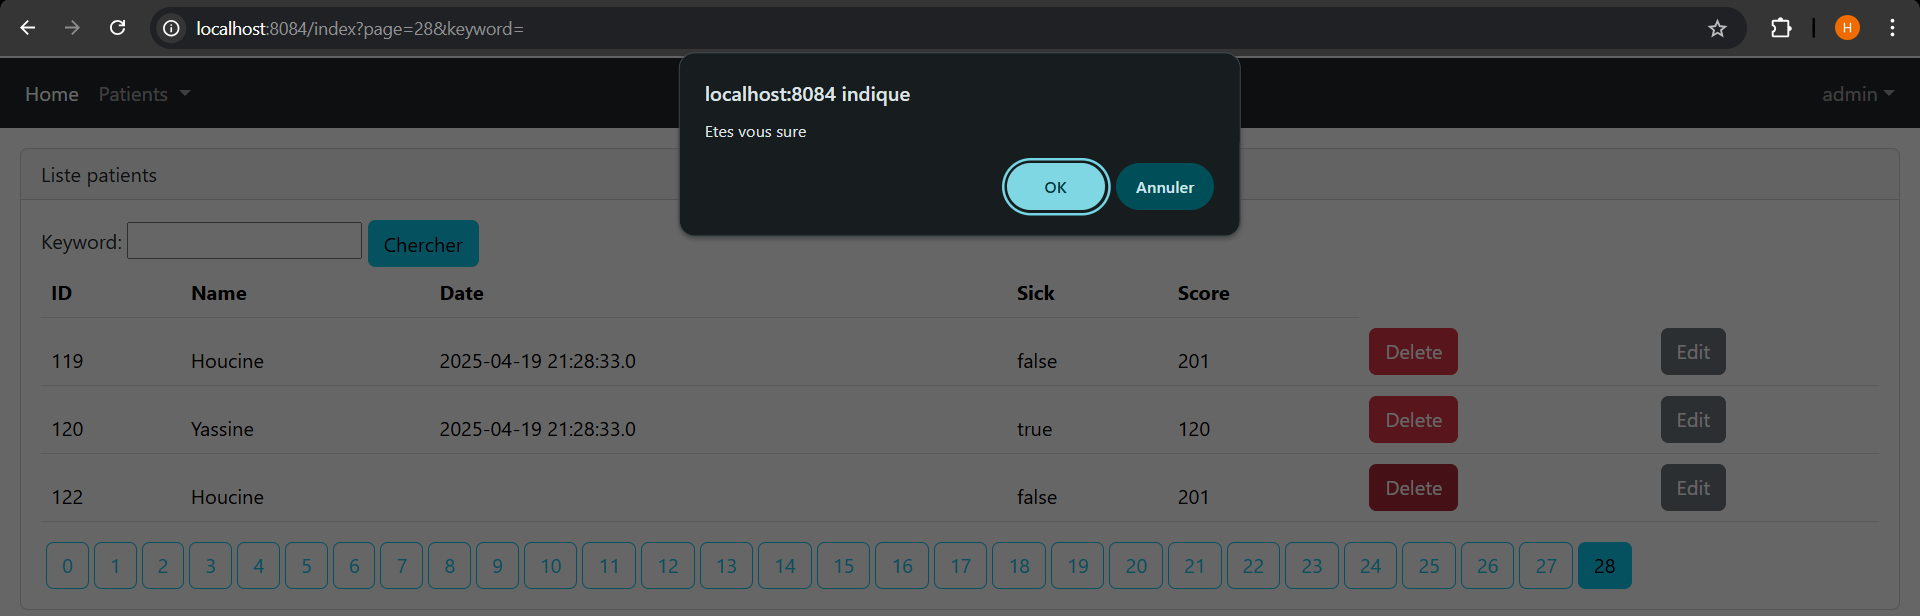 localhost:8084/index?page=28&keyword=
H
Home Patients admin
localhost:8084 indique
Etes vous sure
OK Annuler
Liste patients
Keyword: Chercher
ID Name Date Sick Score
119 Houcine 2025-04-19 21:28:33.0 false 201 Delete Edit
120 Yassine 2025-04-19 21:28:33.0 true 120 Delete Edit
122 Houcine false 201 Delete Edit
0 1 2 3 4 5 6 7 8 9 10 11 12 13 14 15 16 17 18 19 20 21 22 23 24 25 26 27 28